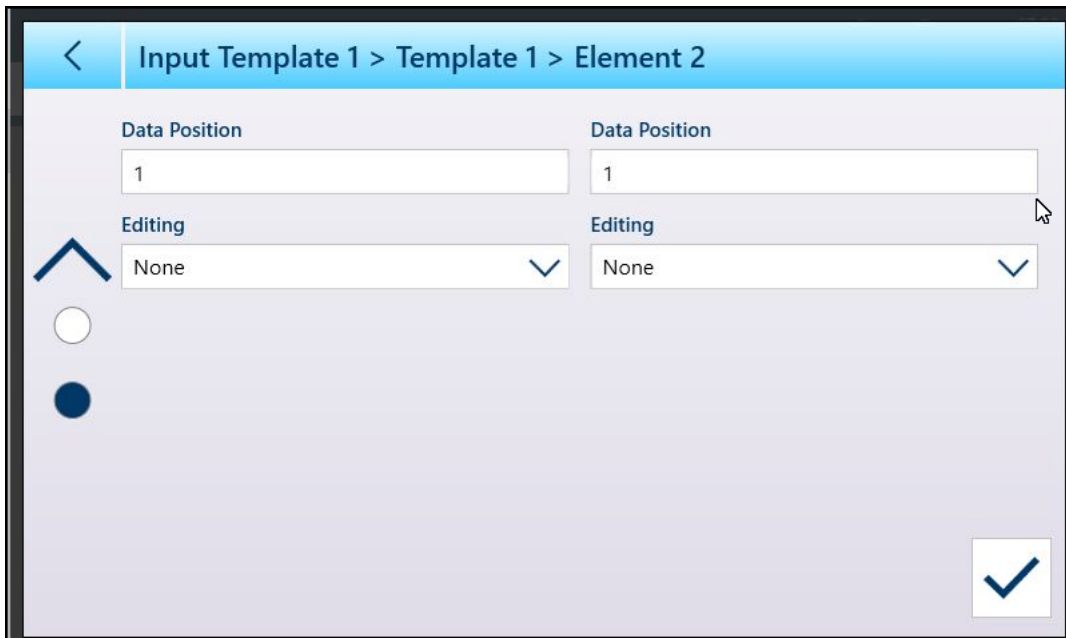 Input Template 1 > Template 1 > Element 2
Data Position
Data Position
1
1
Editing
Editing
None
None